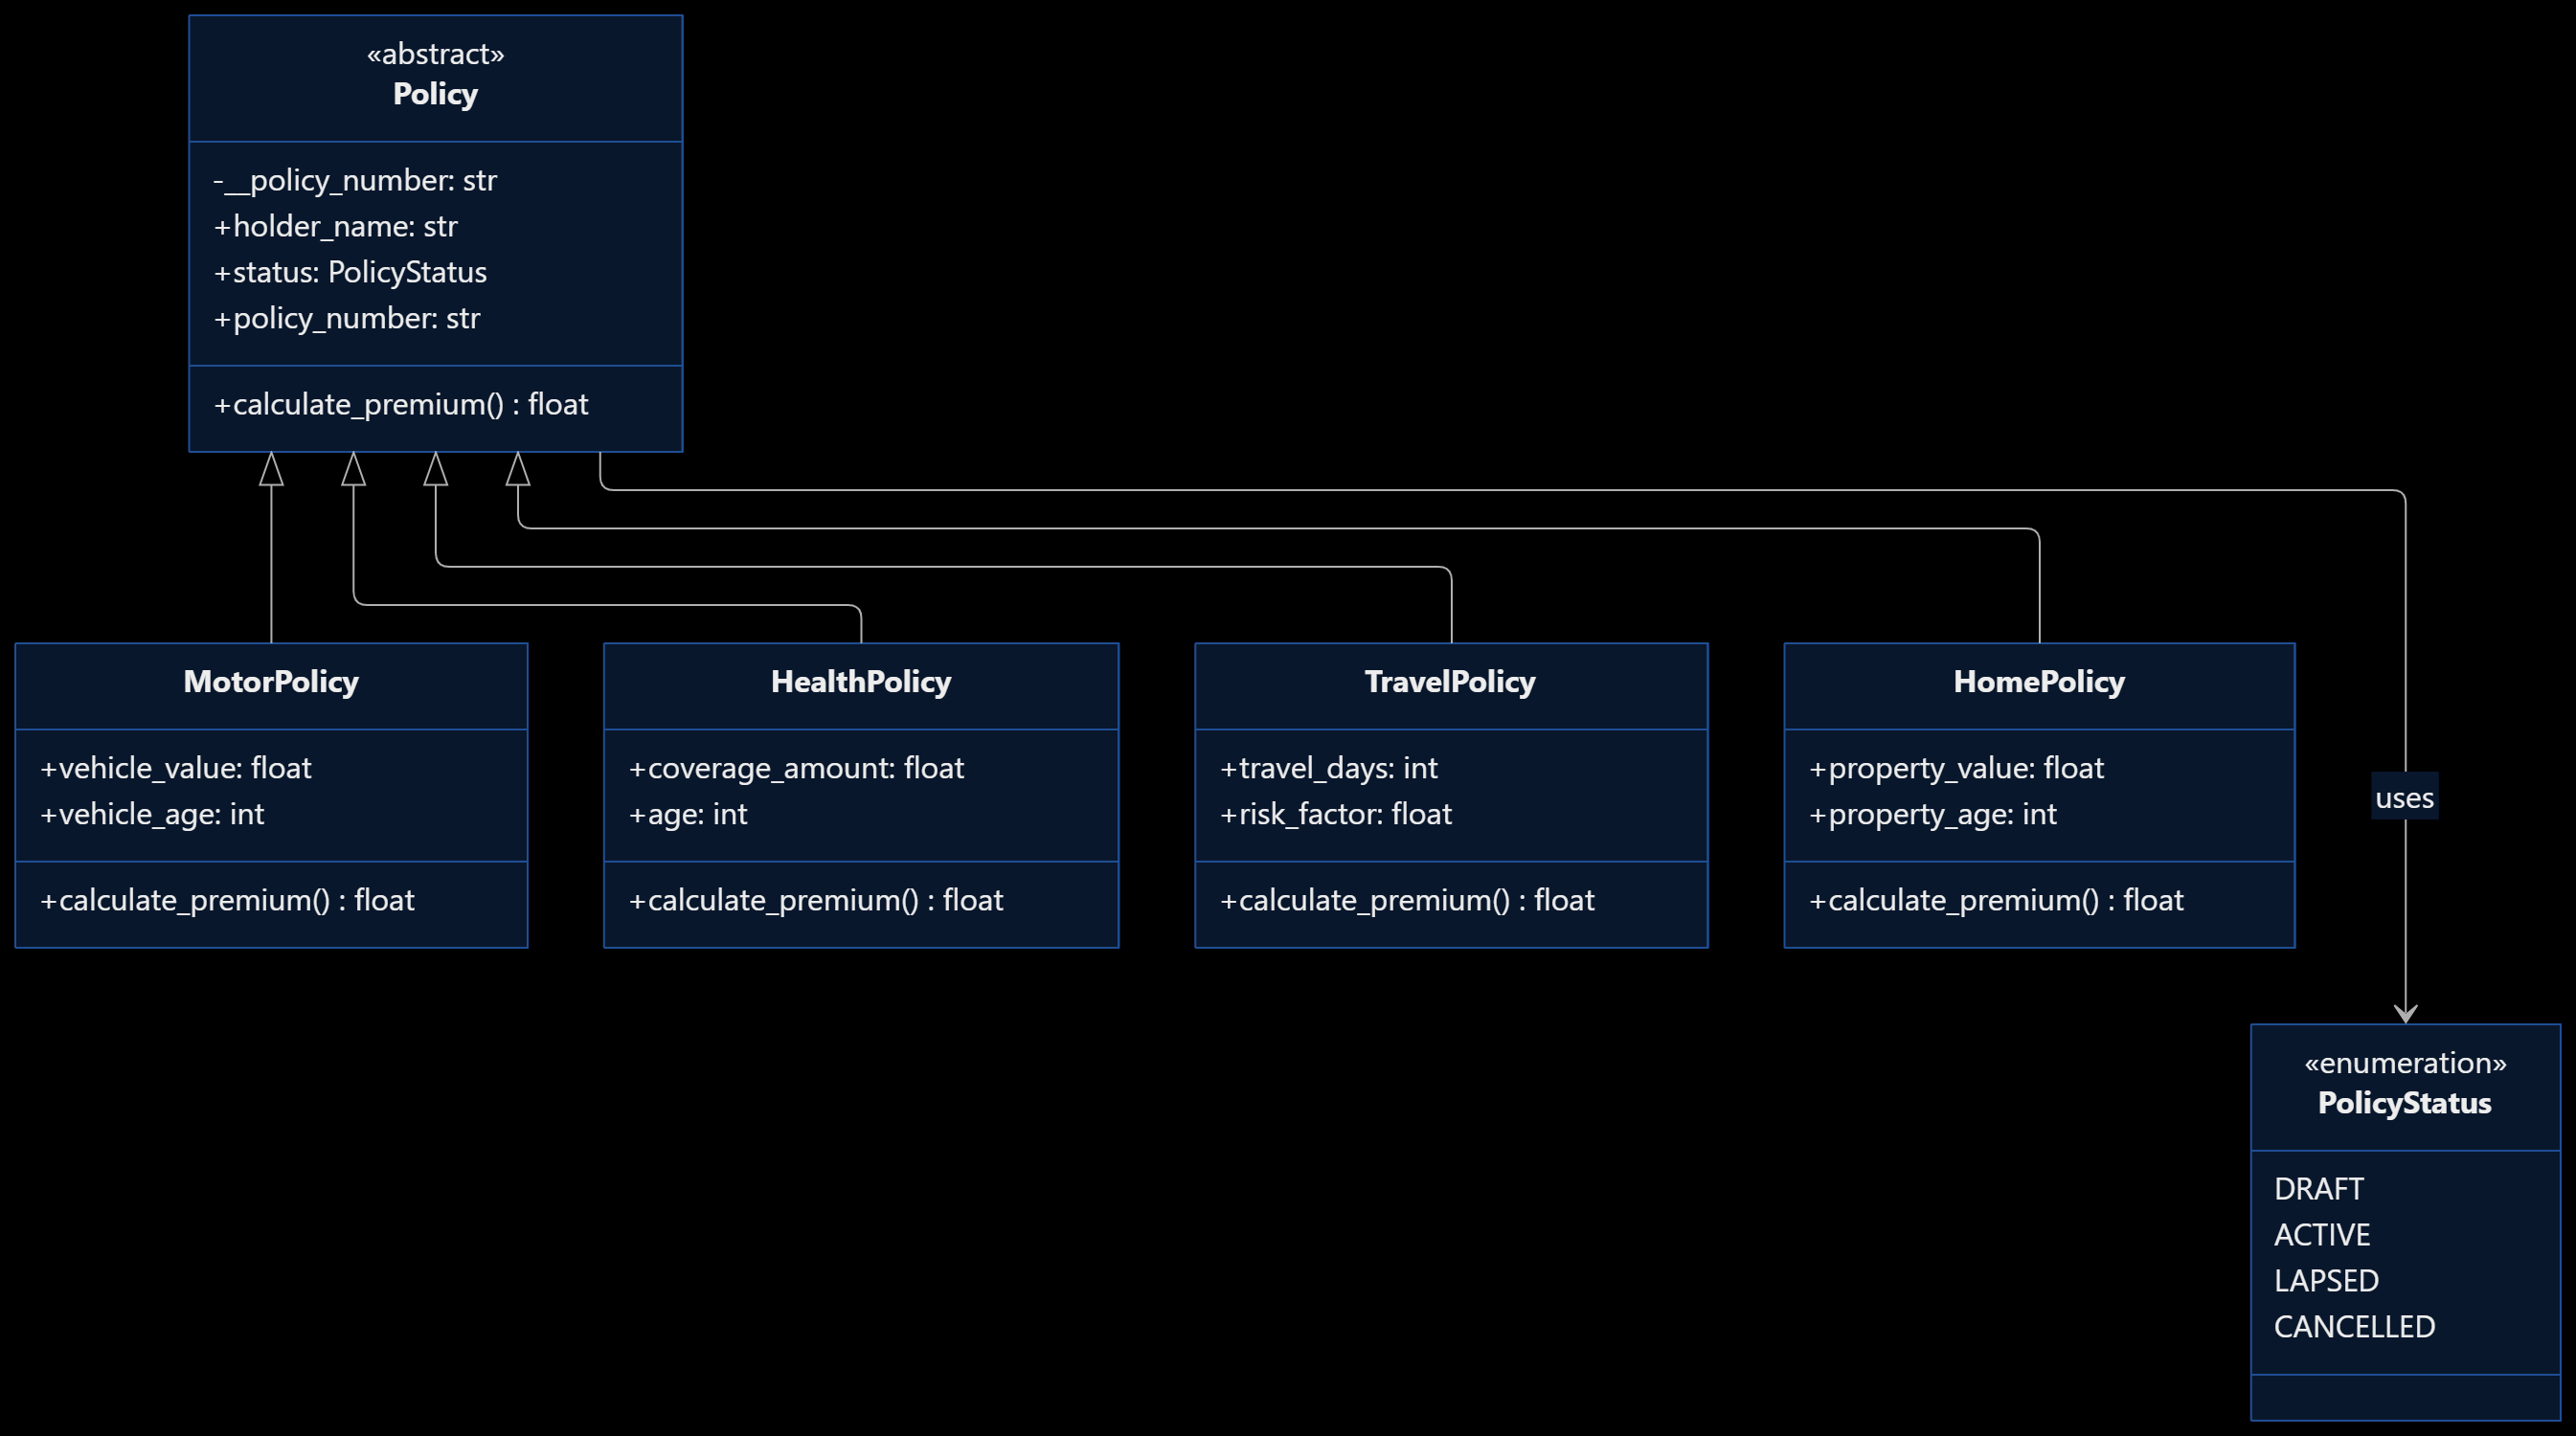 «abstract»
Policy
-__policy_number: str
+holder_name: str
+status: PolicyStatus
+policy_number: str
+calculate_premium() : float
MotorPolicy
+vehicle_value: float
+vehicle_age: int
+calculate_premium() : float
HealthPolicy
+coverage_amount: float
+age: int
+calculate_premium() : float
TravelPolicy
+travel_days: int
+risk_factor: float
+calculate_premium() : float
HomePolicy
+property_value: float
+property_age: int
+calculate_premium() : float
uses
«enumeration»
PolicyStatus
DRAFT
ACTIVE
LAPSED
CANCELLED